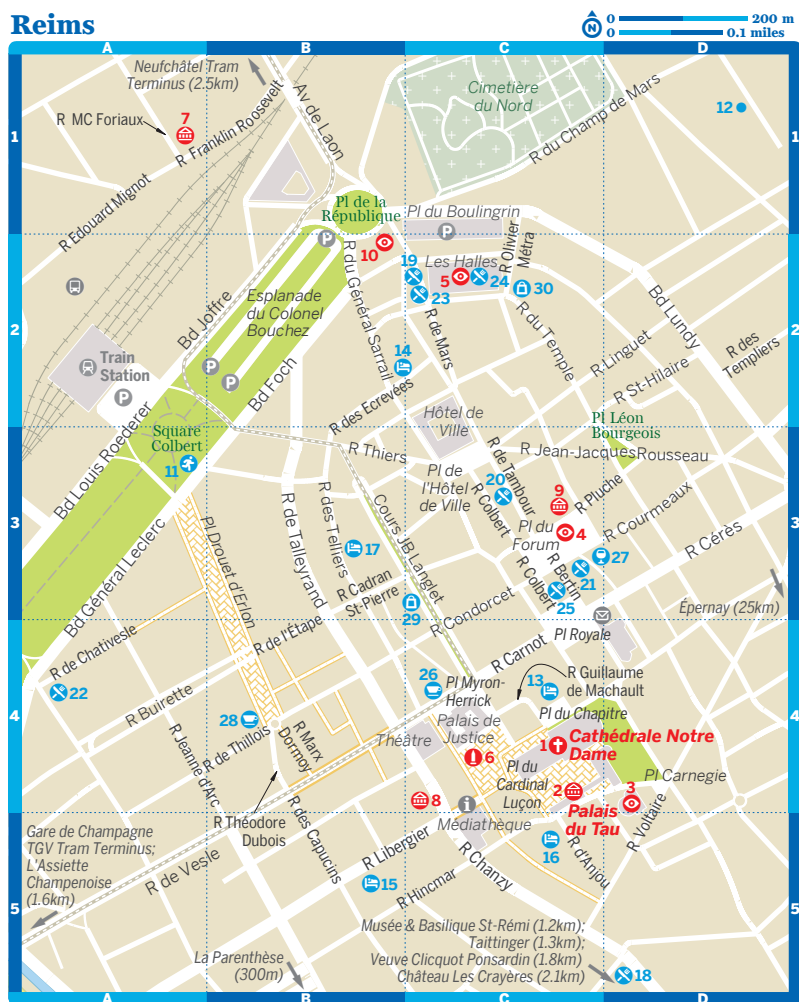 Reims
N
0 200 m
0 0.1 miles
A B C D
Neufchâtel Tram
Terminus (2.5km)
Av de Laon
Cimetière
du Nord
R du Champ de Mars
12
R MC Foriaux
7
R Franklin Roosevelt
1 1
R Edouard Mignot
Pl de la
République
Pl du Boulingrin
P
P
10
R du Général Sarrail
19
Les Halles
5
24
23
R Olivier
Métra
30
Bd Joffre
Esplanade
du Colonel
Bouchez
Bd Lundy
R de Mars
R du Temple
2 2
14
R Linguet
R des
Templiers
Train
Station
P
P
P
Bd Foch
R St-Hilaire
R des Ecrevées
Hôtel de
Ville
Pl Léon
Bourgeois
Square
Colbert
11
Bd Louis Roederer
R Thiers
R Jean-Jacques Rousseau
R de Tambour
Pl de
l'Hôtel
de Ville
20
R Colbert
9
R Pluche
3 3
R des Telliers
Cours JB Langlet
Pl du
Forum
4
R Courmeaux
R Cérès
17
27
21
R Bertin
R Colbert
25
Pl Drouet d'Erlon
R de Talleyrand
Bd Général Leclerc
R Cadran
St-Pierre
29
R Condorcet
Épernay (25km)
Pl Royale
R de l'Étape
R Carnot
R de Chativesle
22
R Buirette
26
Pl Myron-
Herrick
13
R Guillaume
de Machault
Pl du Chapitre
4 4
28
R de Thillois
R Marx
Dormoy
Théâtre
Palais de
Justice
6
1
Cathédrale Notre
Dame
R Jeanne d'Arc
Pl du
Cardinal
Luçon
Pl Carnegie
2
Palais
du Tau
3
R Voltaire
8
i
Médiathèque
R Théodore
Dubois
R des Capucins
16
R d'Anjou
Gare de Champagne
TGV Tram Terminus;
L'Assiette
Champenoise
(1.6km)
R de Vesle
R Libergier
15
R Hincmar
R Chanzy
5 5
Musée & Basilique St-Rémi (1.2km);
Taittinger (1.3km);
Veuve Clicquot Ponsardin (1.8km)
Château Les Crayères (2.1km)
La Parenthèse
(300m)
18
A B C D